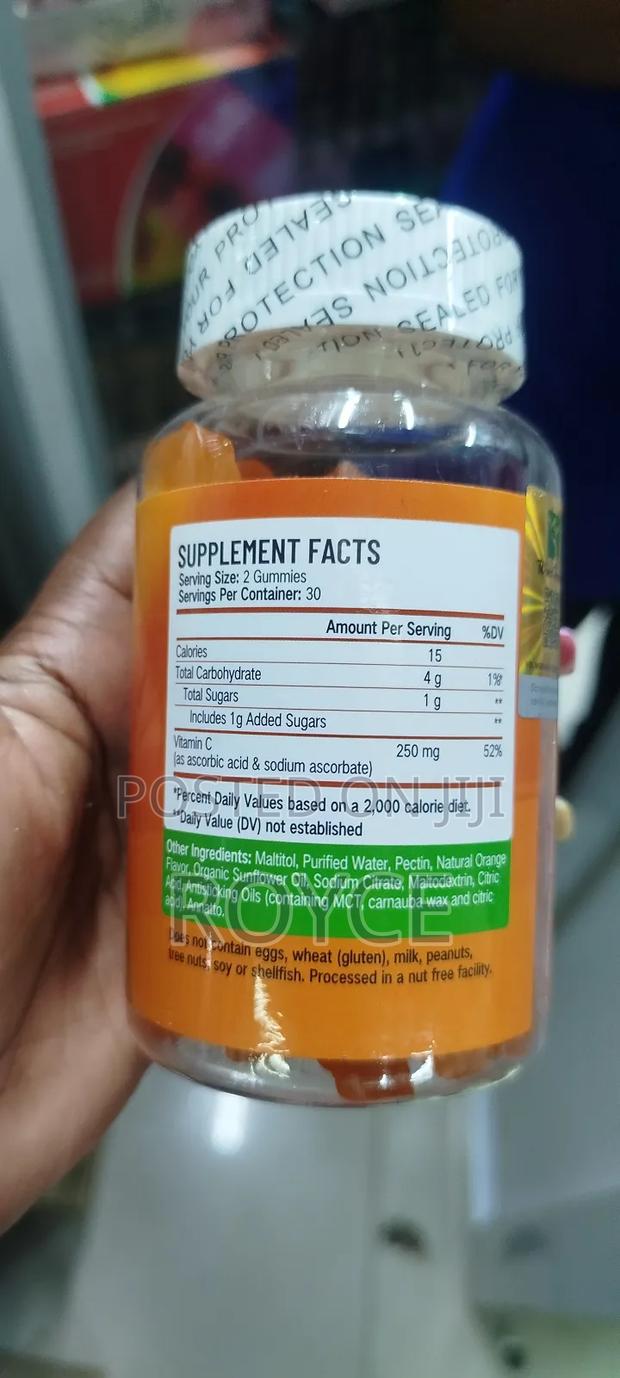 YOUR PRO
SEALED FOR
PROTECTION SEA
SEALED FOR
SUPPLEMENT FACTS
Serving Size: 2 Gummies
Servings Per Container: 30
Amount Per Serving %DV
Calories 15
Total Carbohydrate 4 g 1%*
Total Sugars 1 g **
Includes 1g Added Sugars **
Vitamin C 250 mg 52%
(as ascorbic acid & sodium ascorbate)
POSTED ON JIJI
*Percent Daily Values based on a 2,000 calorie diet.
**Daily Value (DV) not established
Other Ingredients: Maltitol, Purified Water, Pectin, Natural Orange
Flavor, Organic Sunflower Oil, Sodium Citrate, Maltodextrin, Citric
Acid, Antisticking Oils (containing MCT, carnauba wax and citric
acid), Annatto.
ROYCE
Does not contain eggs, wheat (gluten), milk, peanuts,
tree nuts, soy or shellfish. Processed in a nut free facility.